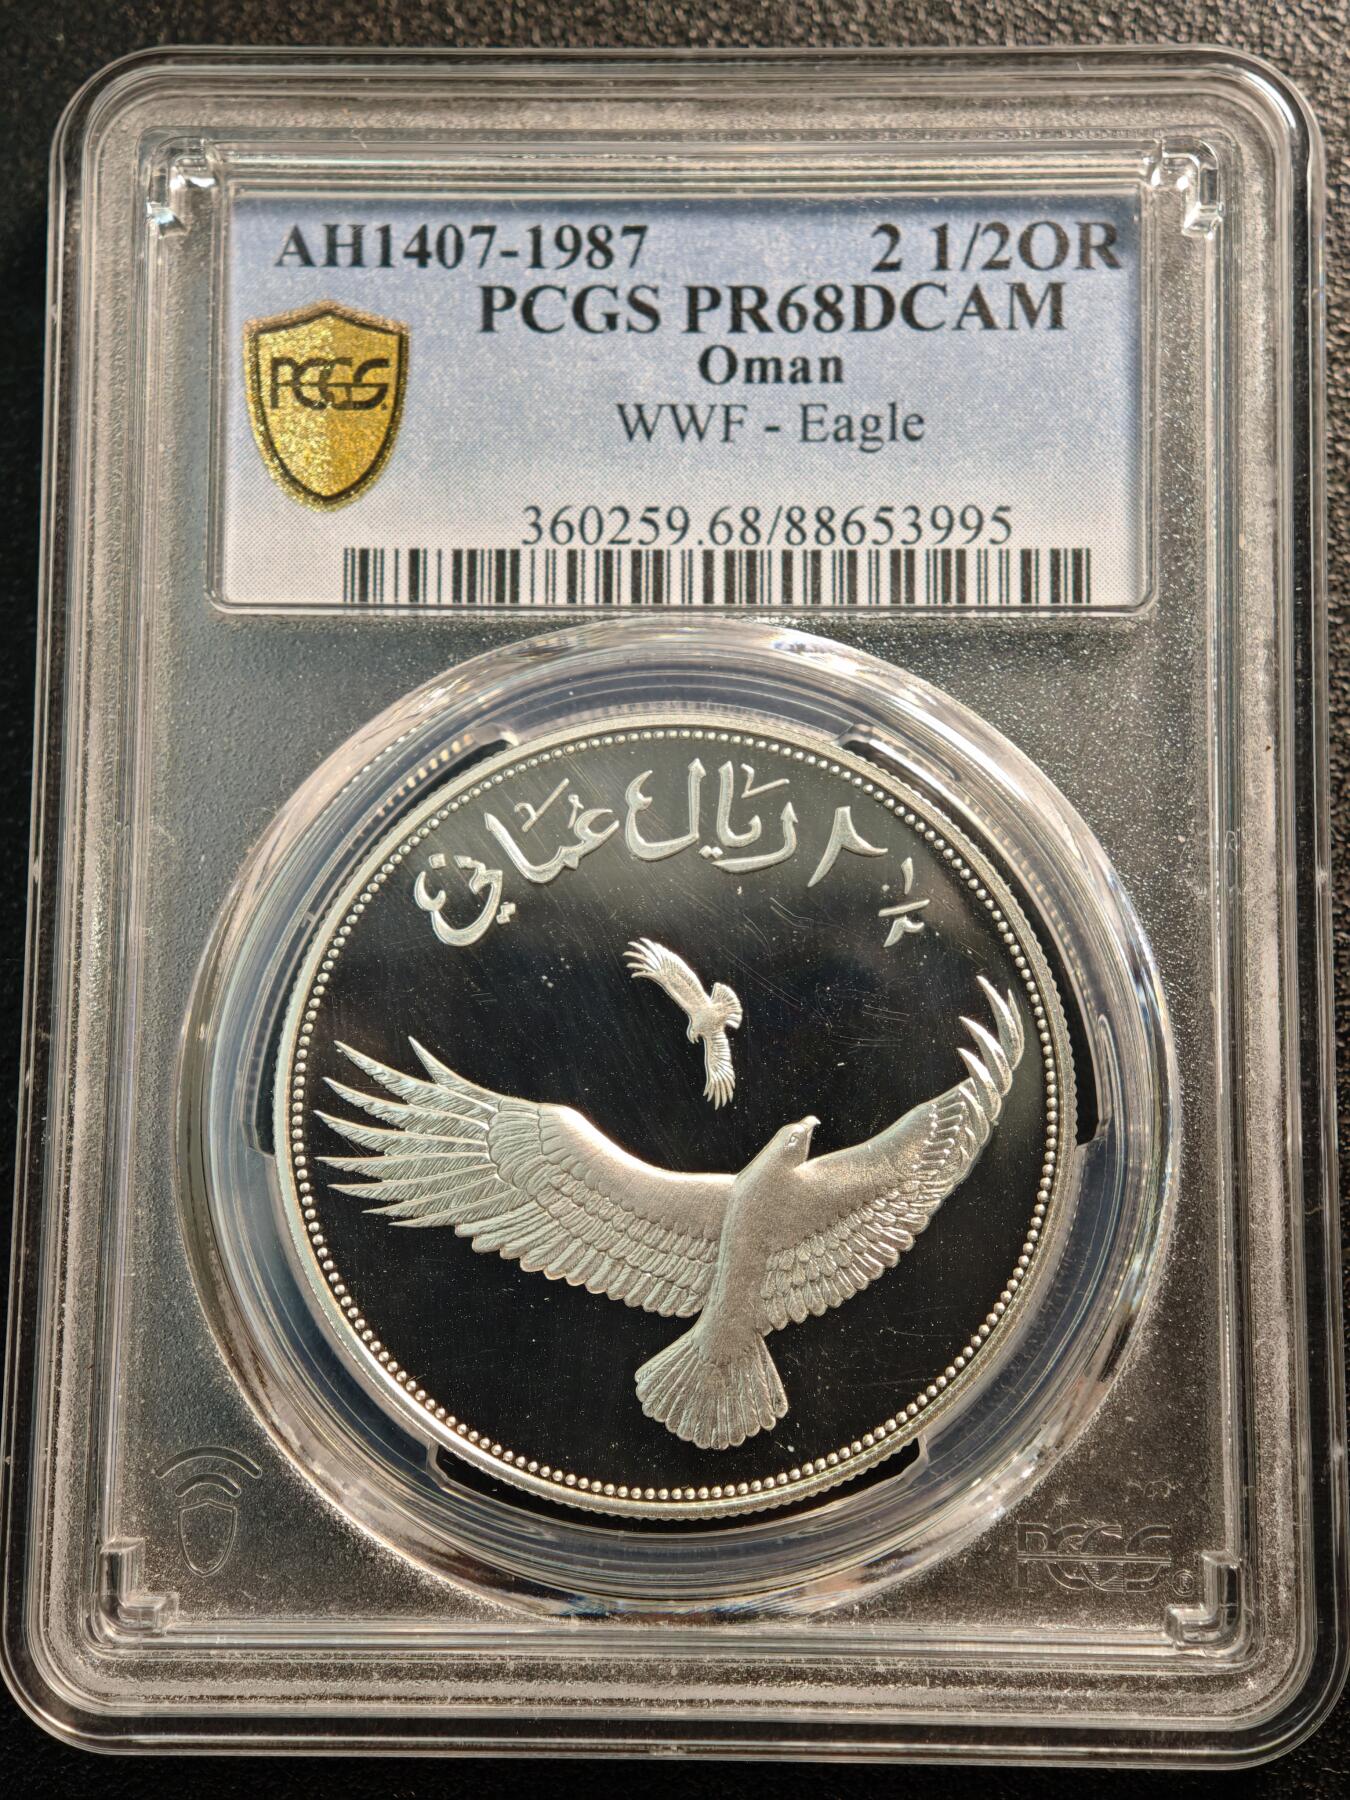 AH1407-1987 2 1/2OR
PCGS PR68DCAM
Oman
PCGS
WWF - Eagle
360259.68/88653995
٢ ١/٢ ريال عُماني
PCGS